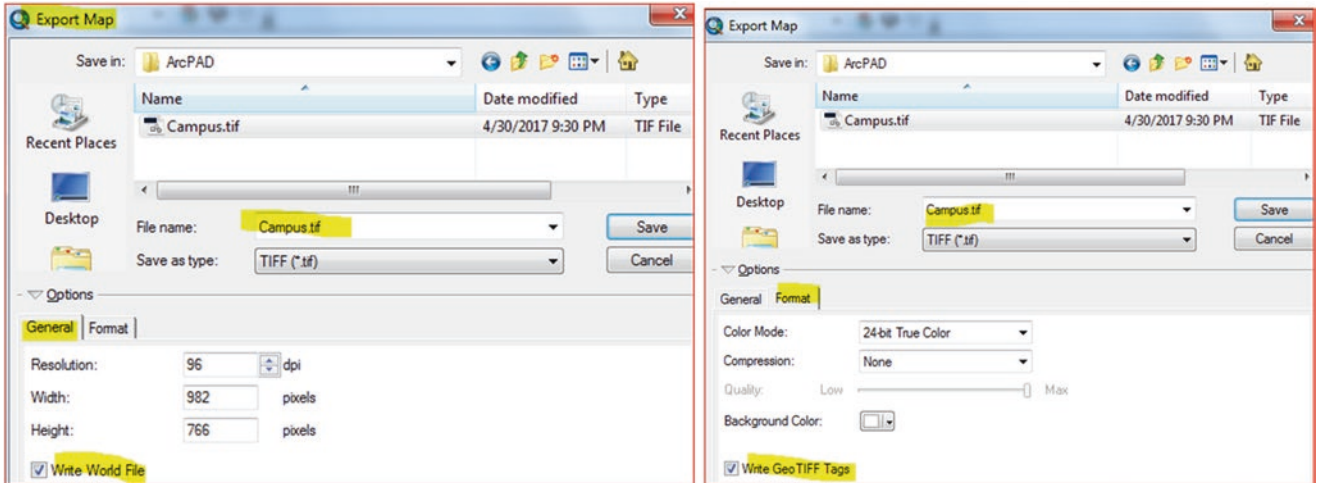 Export Map
Save in: ArcPAD
Name Date modified Type
Campus.tif 4/30/2017 9:30 PM TIF File
Recent Places
Desktop
File name: Campus.tif Save
Save as type: TIFF (*.tif) Cancel
Options
General Format
Resolution: 96 dpi
Width: 982 pixels
Height: 766 pixels
Write World File
Export Map
Save in: ArcPAD
Name Date modified Type
Campus.tif 4/30/2017 9:30 PM TIF File
Recent Places
Desktop
File name: Campus.tif Save
Save as type: TIFF (*.tif) Cancel
Options
General Format
Color Mode: 24-bit True Color
Compression: None
Quality: Low Max
Background Color:
Write GeoTIFF Tags